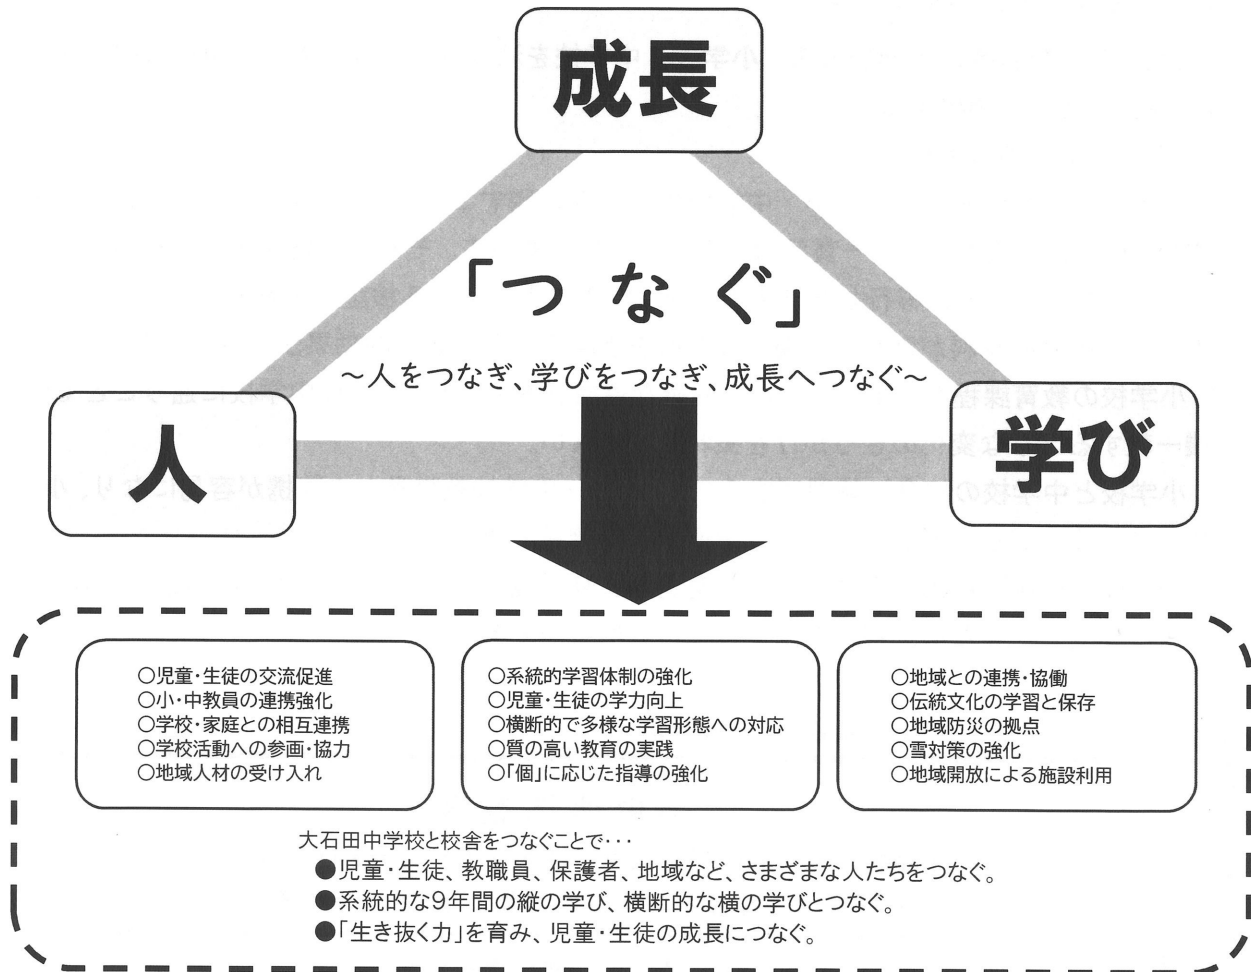 成長
「つなぐ」
～人をつなぎ、学びをつなぎ、成長へつなぐ～
人
学び
○児童・生徒の交流促進
○小・中教員の連携強化
○学校・家庭との相互連携
○学校活動への参画・協力
○地域人材の受け入れ
○系統的学習体制の強化
○児童・生徒の学力向上
○横断的で多様な学習形態への対応
○質の高い教育の実践
○「個」に応じた指導の強化
○地域との連携・協働
○伝統文化の学習と保存
○地域防災の拠点
○雪対策の強化
○地域開放による施設利用
大石田中学校と校舎をつなぐことで・・・
●児童・生徒、教職員、保護者、地域など、さまざまな人たちをつなぐ。
●系統的な9年間の縦の学び、横断的な横の学びとつなぐ。
●「生き抜く力」を育み、児童・生徒の成長につなぐ。